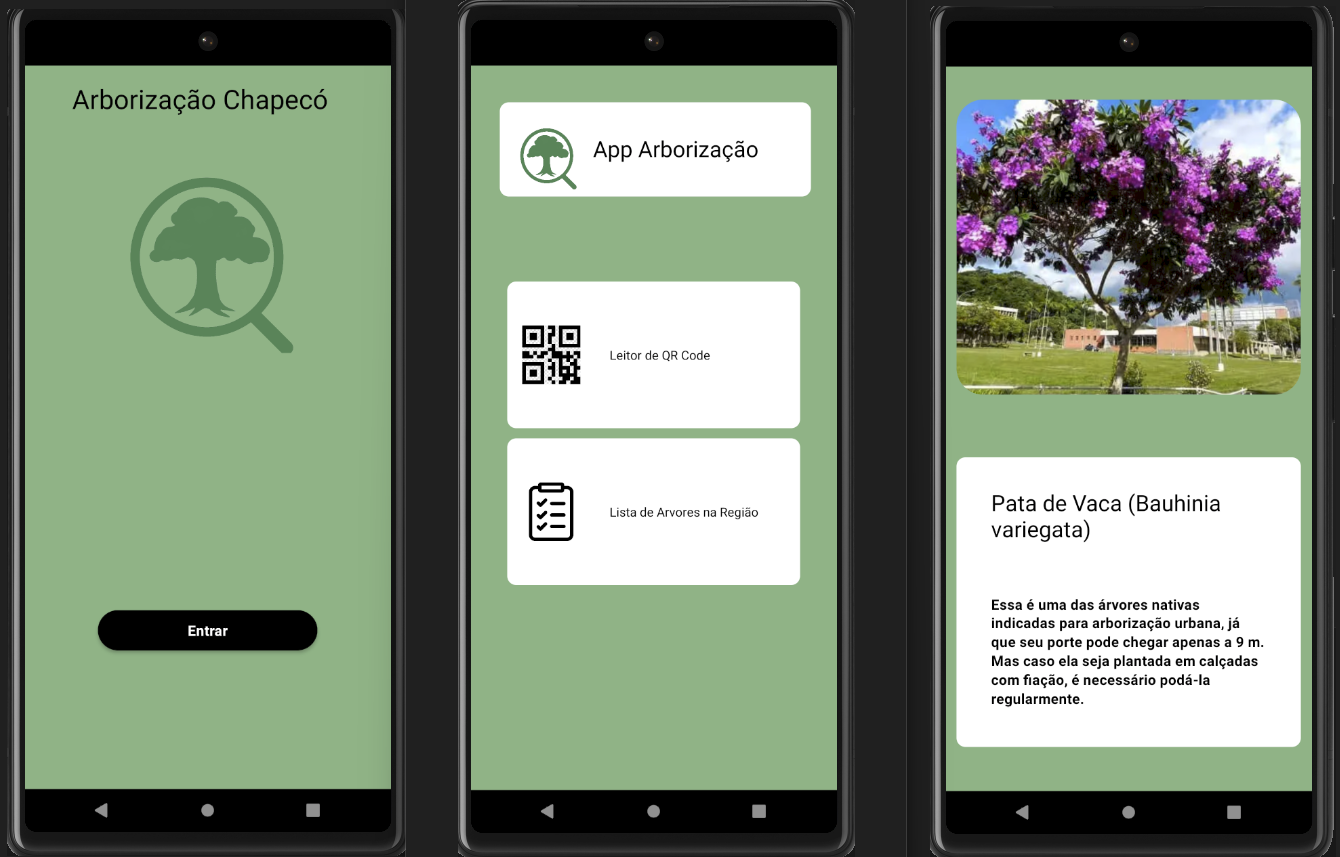 Arborização Chapecó
Entrar
App Arborização
Leitor de QR Code
Lista de Arvores na Região
Pata de Vaca (Bauhinia
variegata)
Essa é uma das árvores nativas
indicadas para arborização urbana, já
que seu porte pode chegar apenas a 9 m.
Mas caso ela seja plantada em calçadas
com fiação, é necessário podá-la
regularmente.